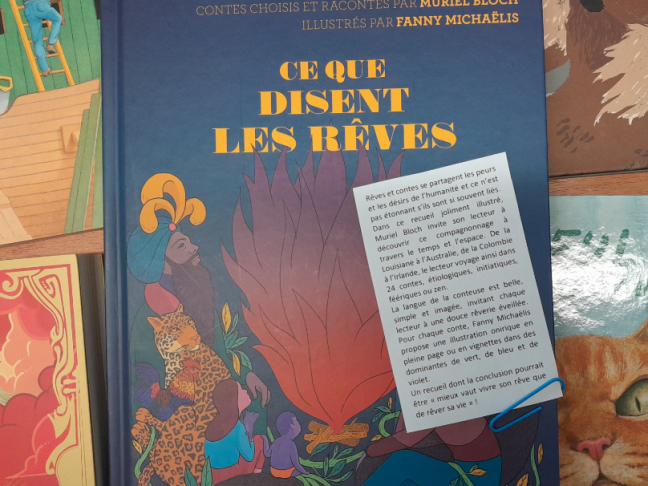 CONTES CHOISIS ET RACONTÉS PAR MURIEL BLOCH
ILLUSTRÉS PAR FANNY MICHAËLIS
CE QUE
DISENT
LES RÊVES
Rêves et contes se partagent les peurs
et les désirs de l'humanité et ce n'est
pas étonnant s'ils sont si souvent liés.
Dans ce recueil joliment illustré,
Muriel Bloch invite son lecteur à
découvrir ce compagnonnage à
travers le temps et l'espace. De la
Louisiane à l'Australie, de la Colombie
à l'Irlande, le lecteur voyage ainsi dans
24 contes, étiologiques, initiatiques,
féériques ou zen.
La langue de la conteuse est belle,
simple et imagée, invitant chaque
lecteur à une douce rêverie éveillée.
Pour chaque conte, Fanny Michaëlis
propose une illustration onirique en
pleine page ou en vignettes dans des
dominantes de vert, de bleu et de
violet.
Un recueil dont la conclusion pourrait
être « mieux vaut vivre son rêve que
de rêver sa vie » !